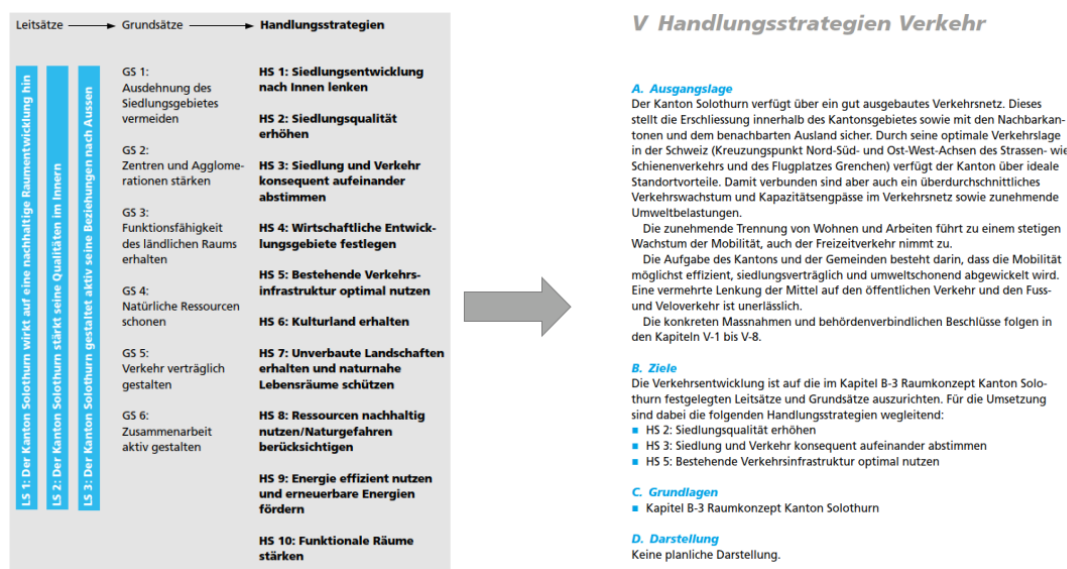 Leitsätze
Grundsätze
Handlungsstrategien
LS 1: Der Kanton Solothurn wirkt auf eine nachhaltige Raumentwicklung hin
LS 2: Der Kanton Solothurn stärkt seine Qualitäten im Innern
LS 3: Der Kanton Solothurn gestaltet aktiv seine Beziehungen nach Aussen
GS 1:
Ausdehnung des
Siedlungsgebietes
vermeiden
GS 2:
Zentren und Agglome-
rationen stärken
GS 3:
Funktionsfähigkeit
des ländlichen Raums
erhalten
GS 4:
Natürliche Ressourcen
schonen
GS 5:
Verkehr verträglich
gestalten
GS 6:
Zusammenarbeit
aktiv gestalten
HS 1: Siedlungsentwicklung
nach Innen lenken
HS 2: Siedlungsqualität
erhöhen
HS 3: Siedlung und Verkehr
konsequent aufeinander
abstimmen
HS 4: Wirtschaftliche Entwick-
lungsgebiete festlegen
HS 5: Bestehende Verkehrs-
infrastruktur optimal nutzen
HS 6: Kulturland erhalten
HS 7: Unverbaute Landschaften
erhalten und naturnahe
Lebensräume schützen
HS 8: Ressourcen nachhaltig
nutzen/Naturgefahren
berücksichtigen
HS 9: Energie effizient nutzen
und erneuerbare Energien
fördern
HS 10: Funktionale Räume
stärken
V Handlungsstrategien Verkehr
A. Ausgangslage
Der Kanton Solothurn verfügt über ein gut ausgebautes Verkehrsnetz. Dieses
stellt die Erschliessung innerhalb des Kantonsgebietes sowie mit den Nachbarkan-
tonen und dem benachbarten Ausland sicher. Durch seine optimale Verkehrslage
in der Schweiz (Kreuzungspunkt Nord-Süd- und Ost-West-Achsen des Strassen- wie
Schienenverkehrs und des Flugplatzes Grenchen) verfügt der Kanton über ideale
Standortvorteile. Damit verbunden sind aber auch ein überdurchschnittliches
Verkehrswachstum und Kapazitätsengpässe im Verkehrsnetz sowie zunehmende
Umweltbelastungen.
Die zunehmende Trennung von Wohnen und Arbeiten führt zu einem stetigen
Wachstum der Mobilität, auch der Freizeitverkehr nimmt zu.
Die Aufgabe des Kantons und der Gemeinden besteht darin, dass die Mobilität
möglichst effizient, siedlungsverträglich und umweltschonend abgewickelt wird.
Eine vermehrte Lenkung der Mittel auf den öffentlichen Verkehr und den Fuss-
und Veloverkehr ist unerlässlich.
Die konkreten Massnahmen und behördenverbindlichen Beschlüsse folgen in
den Kapiteln V-1 bis V-8.
B. Ziele
Die Verkehrsentwicklung ist auf die im Kapitel B-3 Raumkonzept Kanton Solo-
thurn festgelegten Leitsätze und Grundsätze auszurichten. Für die Umsetzung
sind dabei die folgenden Handlungsstrategien wegleitend:
■ HS 2: Siedlungsqualität erhöhen
■ HS 3: Siedlung und Verkehr konsequent aufeinander abstimmen
■ HS 5: Bestehende Verkehrsinfrastruktur optimal nutzen
C. Grundlagen
■ Kapitel B-3 Raumkonzept Kanton Solothurn
D. Darstellung
Keine planliche Darstellung.